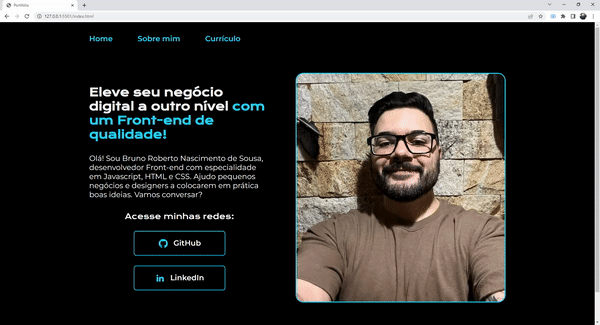 Portfólio
127.0.0.1:5501/index.html
Home Sobre mim Currículo
Eleve seu negócio
digital a outro nível com
um Front-end de
qualidade!
Olá! Sou Bruno Roberto Nascimento de Sousa,
desenvolvedor Front-end com especialidade
em Javascript, HTML e CSS. Ajudo pequenos
negócios e designers a colocarem em prática
boas ideias. Vamos conversar?
Acesse minhas redes:
GitHub
LinkedIn